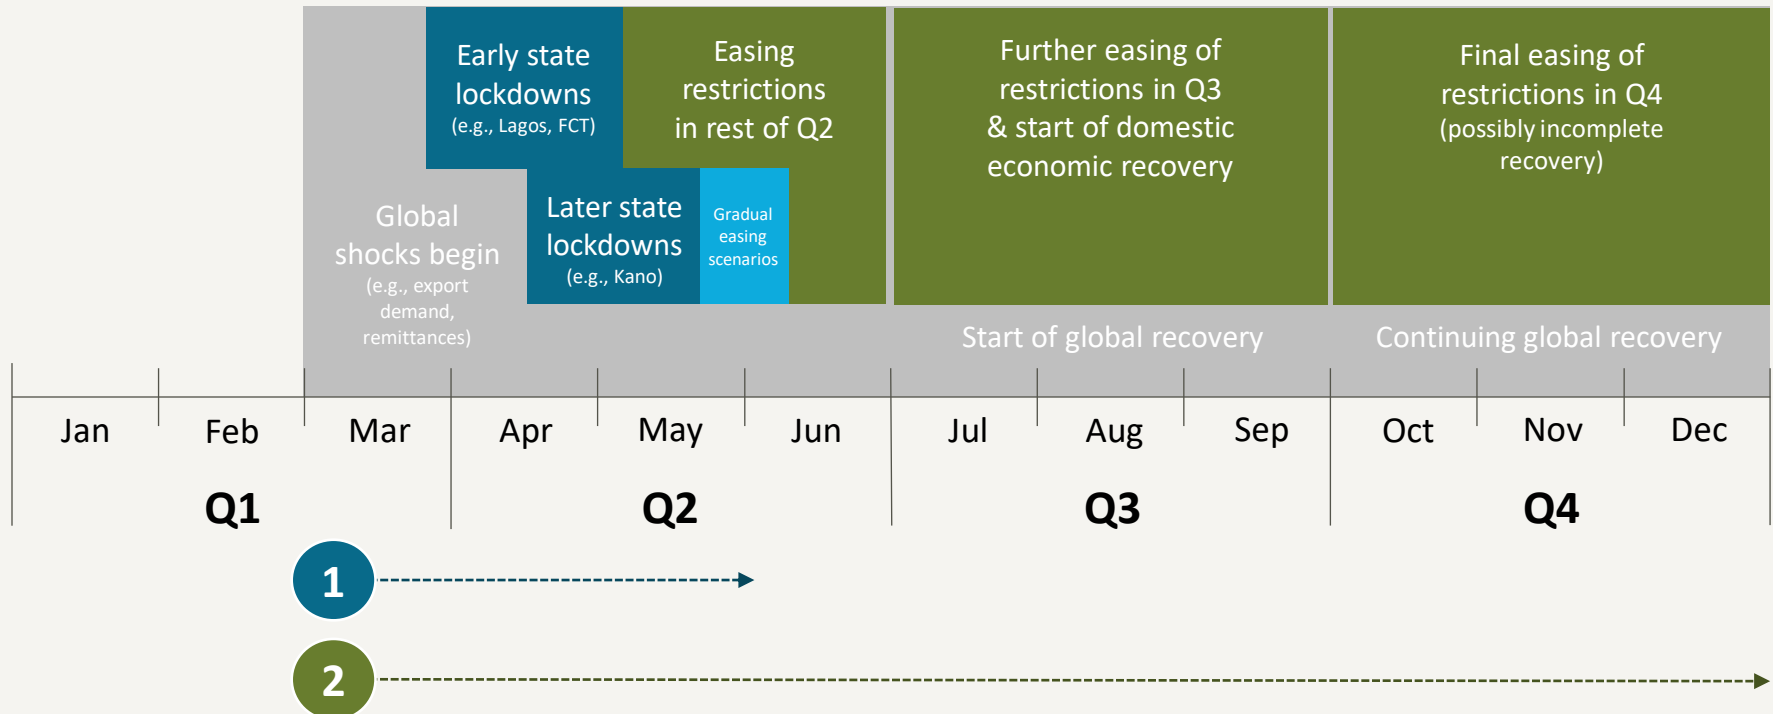 Early state
lockdowns
(e.g., Lagos, FCT)
Easing
restrictions
in rest of Q2
Further easing of
restrictions in Q3
& start of domestic
economic recovery
Final easing of
restrictions in Q4
(possibly incomplete
recovery)
Global
shocks begin
(e.g., export
demand,
remittances)
Later state
lockdowns
(e.g., Kano)
Gradual
easing
scenarios
Start of global recovery
Continuing global recovery
Jan Feb Mar Apr May Jun Jul Aug Sep Oct Nov Dec
Q1 Q2 Q3 Q4
1
2